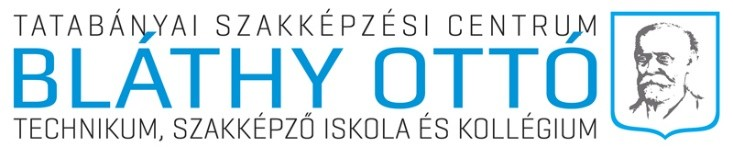 TATABÁNYAI SZAKKÉPZÉSI CENTRUM
BLÁTHY OTTÓ
TECHNIKUM, SZAKKÉPZŐ ISKOLA ÉS KOLLÉGIUM